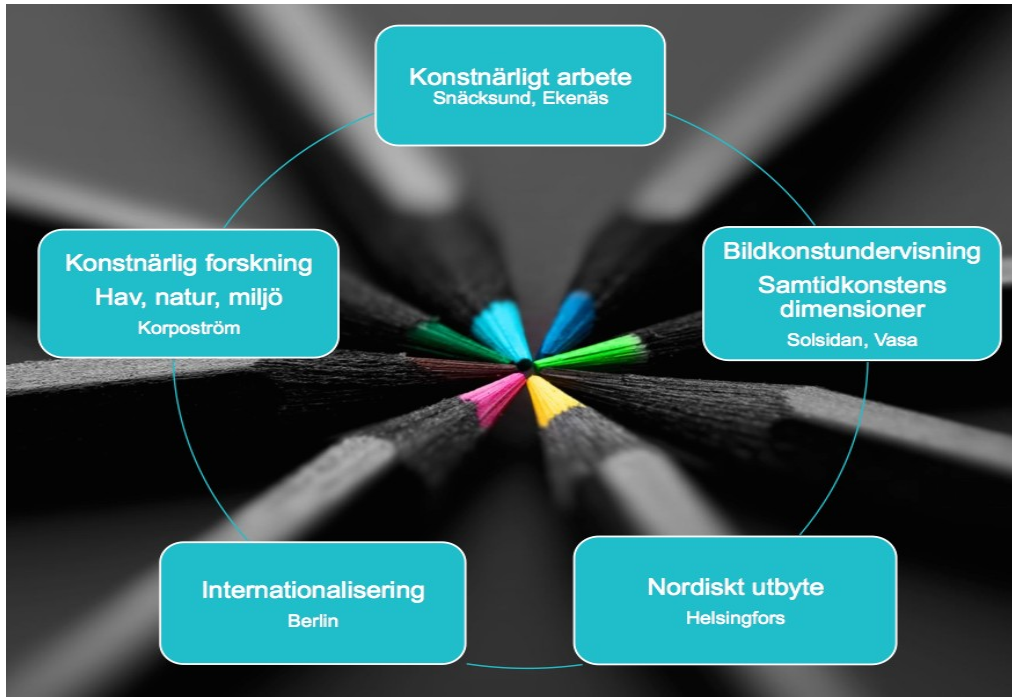 Konstnärligt arbete
Snäcksund, Ekenäs
Bildkonstundervisning
Samtidkonstens
dimensioner
Solsidan, Vasa
Nordiskt utbyte
Helsingfors
Internationalisering
Berlin
Konstnärlig forskning
Hav, natur, miljö
Korpoström